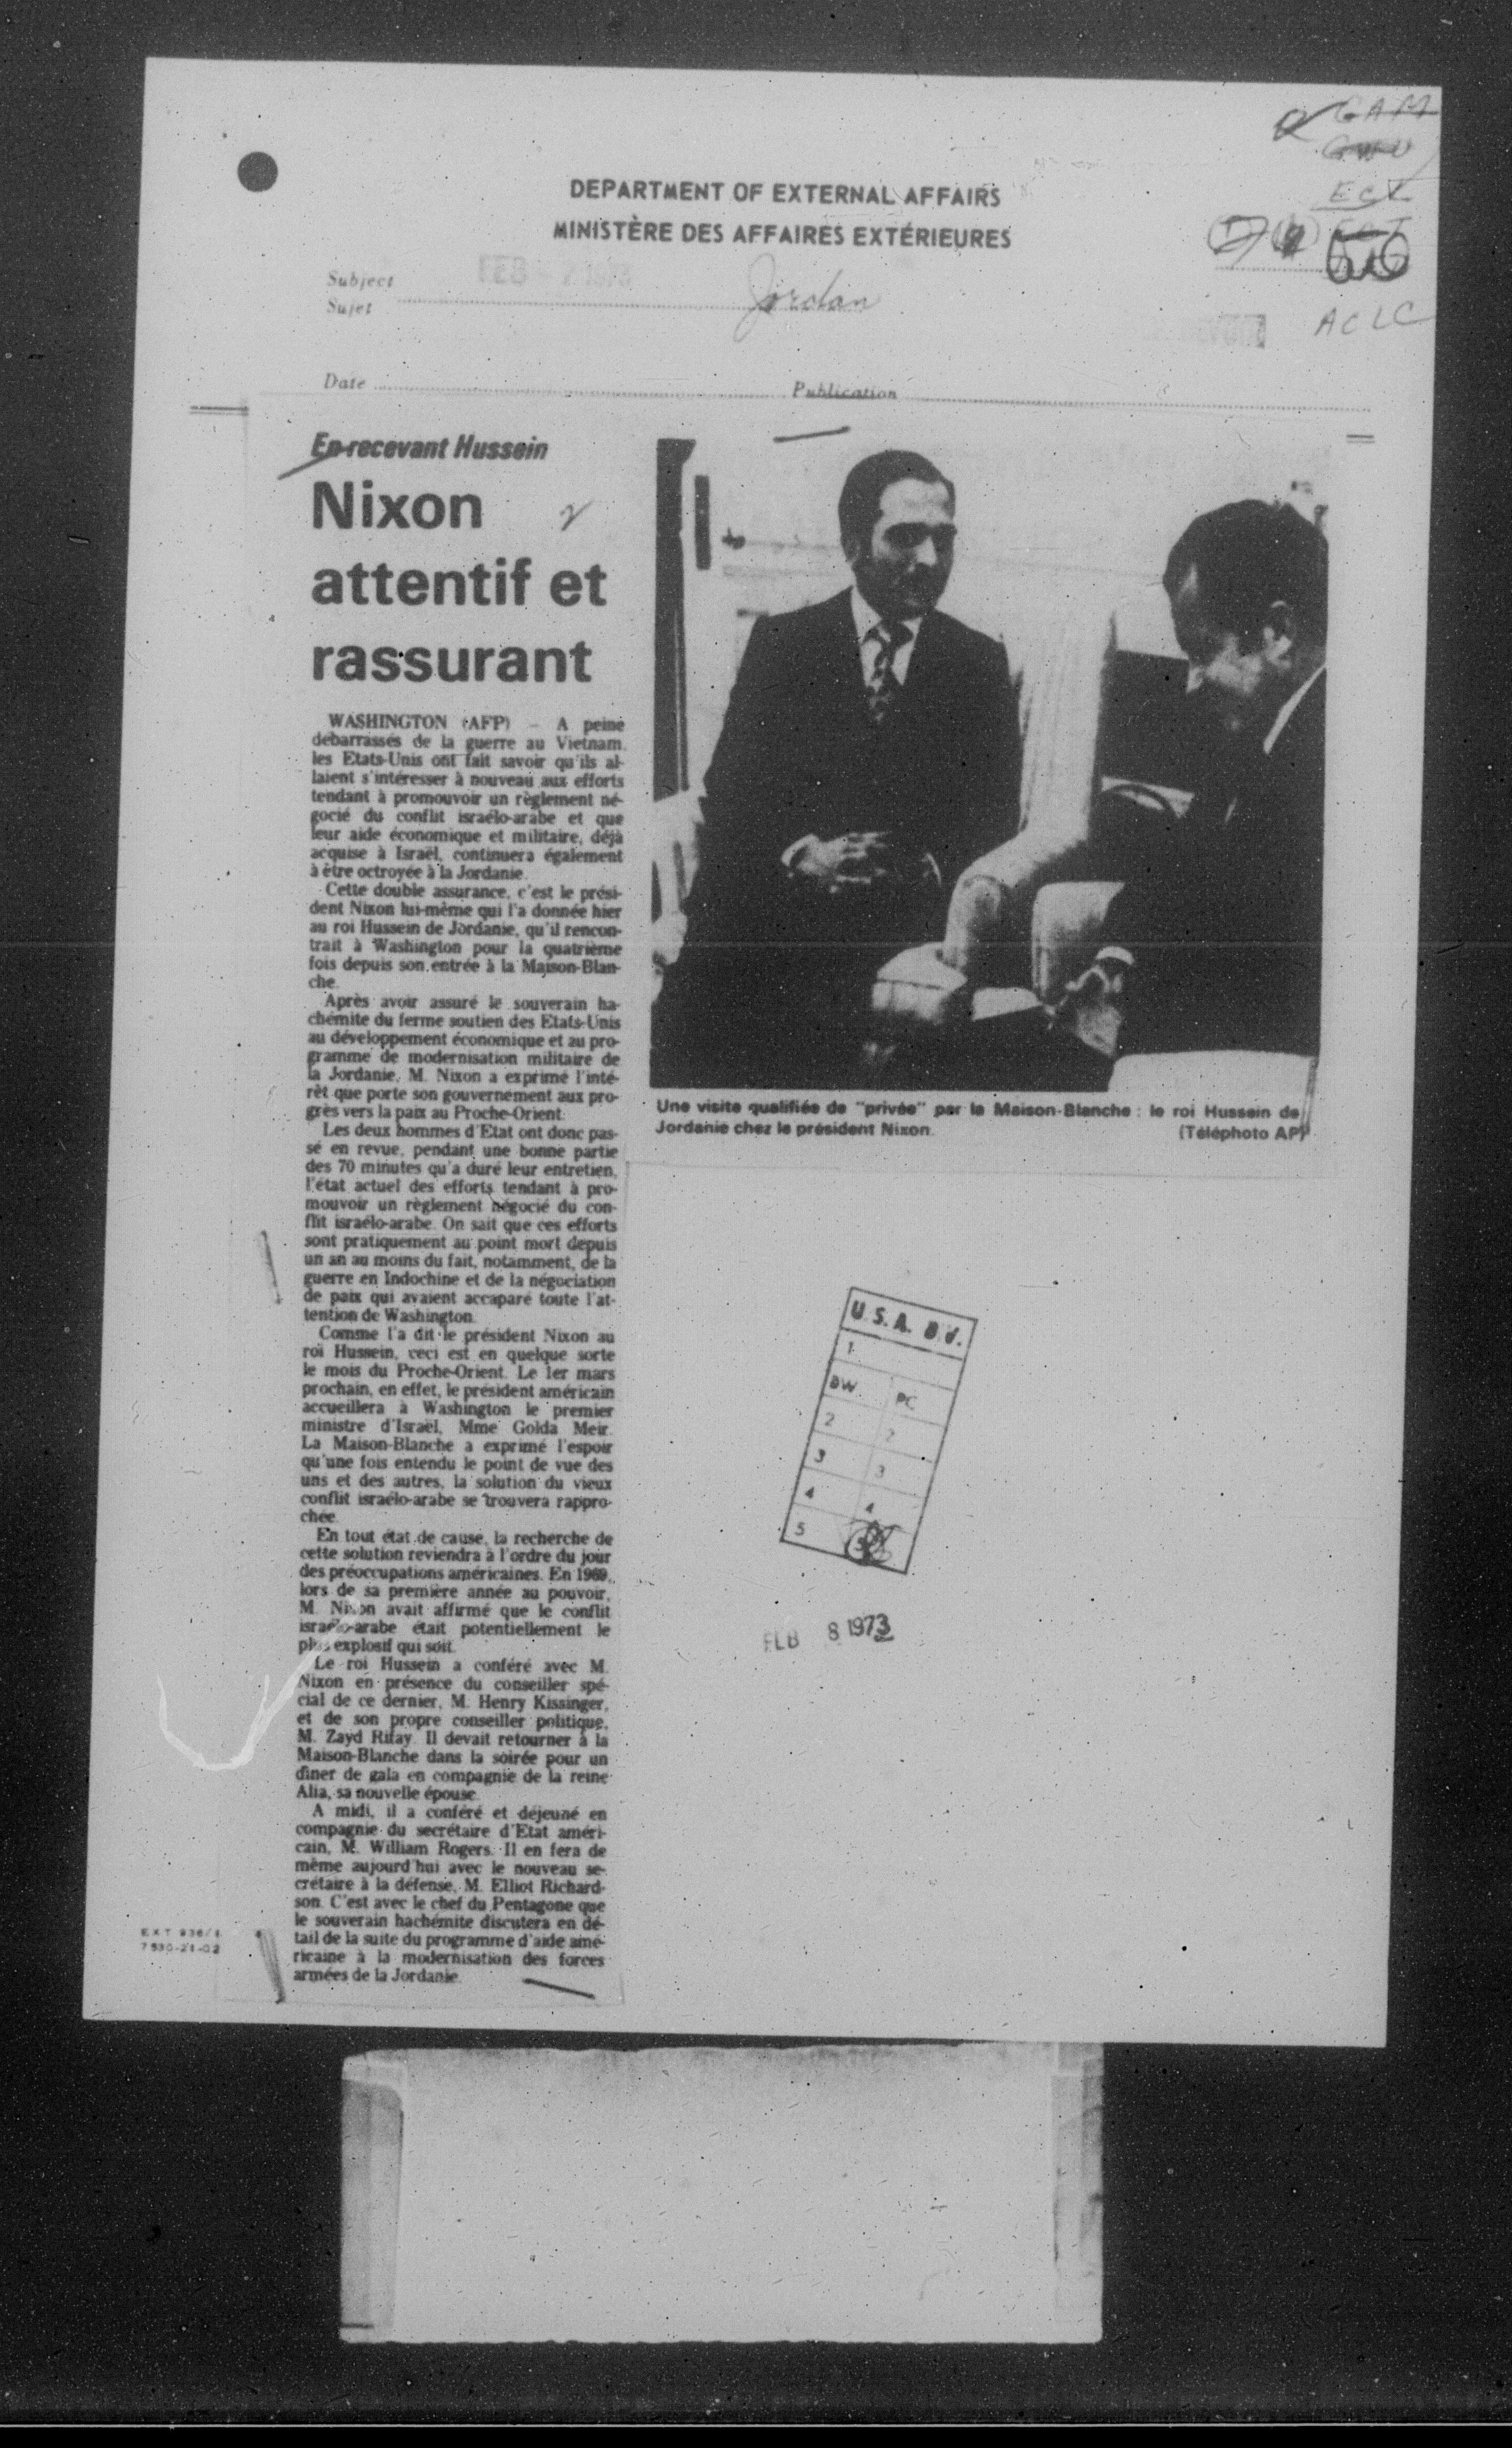 GAM
ECL
DEPARTMENT OF EXTERNAL AFFAIRS
MINISTÈRE DES AFFAIRES EXTÉRIEURES
Subject
Sujet
FEB 7 1973
Jordan
ACLC
Date
Publication
En recevant Hussein
Nixon
attentif et
rassurant
WASHINGTON (AFP) – A peine
débarrassés de la guerre au Vietnam,
les Etats-Unis ont fait savoir qu'ils al-
laient s'intéresser à nouveau aux efforts
tendant à promouvoir un règlement né-
gocié du conflit israélo-arabe et que
leur aide économique et militaire, déjà
acquise à Israël, continuera également
à être octroyée à la Jordanie.
Cette double assurance, c'est le prési-
dent Nixon lui-même qui l'a donnée hier
au roi Hussein de Jordanie, qu'il rencon-
trait à Washington pour la quatrième
fois depuis son entrée à la Maison-Blan-
che.
Après avoir assuré le souverain ha-
chémite du ferme soutien des Etats-Unis
au développement économique et au pro-
gramme de modernisation militaire de
la Jordanie, M. Nixon a exprimé l'inté-
rêt que porte son gouvernement aux pro-
grès vers la paix au Proche-Orient.
Les deux hommes d'Etat ont donc pas-
sé en revue, pendant une bonne partie
des 70 minutes qu'a duré leur entretien,
l'état actuel des efforts tendant à pro-
mouvoir un règlement négocié du con-
flit israélo-arabe. On sait que ces efforts
sont pratiquement au point mort depuis
un an au moins du fait, notamment, de la
guerre en Indochine et de la négociation
de paix qui avaient accaparé toute l'at-
tention de Washington.
Comme l'a dit le président Nixon au
roi Hussein, ceci est en quelque sorte
le mois du Proche-Orient. Le 1er mars
prochain, en effet, le président américain
accueillera à Washington le premier
ministre d'Israël, Mme Golda Meir.
La Maison-Blanche a exprimé l'espoir
qu'une fois entendu le point de vue des
uns et des autres, la solution du vieux
conflit israélo-arabe se trouvera rappro-
chée.
En tout état de cause, la recherche de
cette solution reviendra à l'ordre du jour
des préoccupations américaines. En 1969,
lors de sa première année au pouvoir,
M. Nixon avait affirmé que le conflit
israélo-arabe était potentiellement le
plus explosif qui soit.
Le roi Hussein a conféré avec M.
Nixon en présence du conseiller spé-
cial de ce dernier, M. Henry Kissinger,
et de son propre conseiller politique,
M. Zayd Rifay. Il devait retourner à la
Maison-Blanche dans la soirée pour un
dîner de gala en compagnie de la reine
Alia, sa nouvelle épouse.
A midi, il a conféré et déjeuné en
compagnie du secrétaire d'Etat améri-
cain, M. William Rogers. Il en fera de
même aujourd'hui avec le nouveau se-
crétaire à la défense, M. Elliot Richard-
son. C'est avec le chef du Pentagone que
le souverain hachémite discutera en dé-
tail de la suite du programme d'aide amé-
ricaine à la modernisation des forces
armées de la Jordanie.
Une visite qualifiée de "privée" par la Maison-Blanche : le roi Hussein de
Jordanie chez le président Nixon. (Téléphoto AP)
U.S.A. DIV.
1
DW PC
2 2
3 3
4 4
5
FEB 8 1973
EXT 936/1
7530-21-02